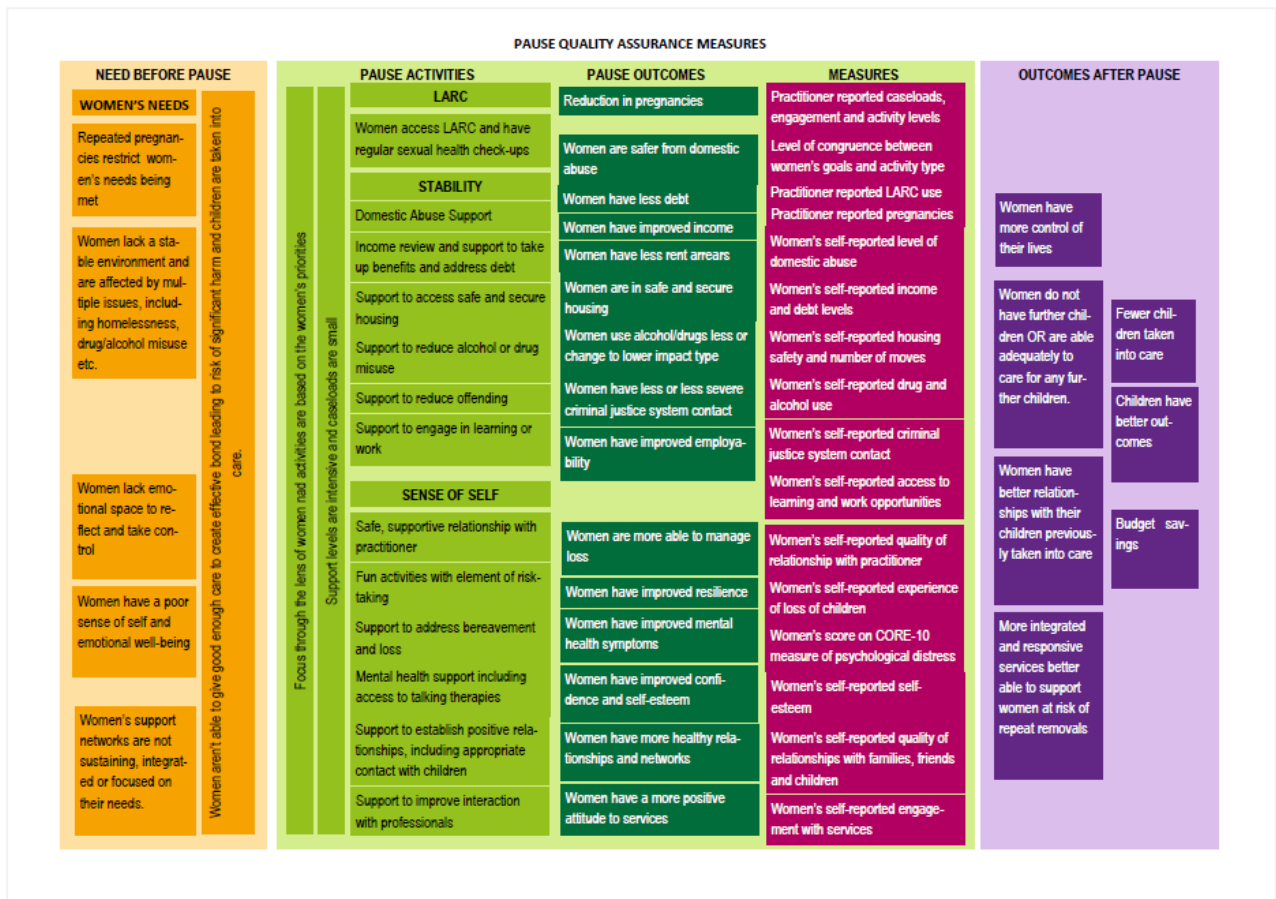 PAUSE QUALITY ASSURANCE MEASURES
NEED BEFORE PAUSE
WOMEN'S NEEDS
Repeated pregnan-
cies restrict wom-
en's needs being
met
Women lack a sta-
ble environment and
are affected by mul-
tiple issues, includ-
ing homelessness,
drug/alcohol misuse
etc.
Women lack emo-
tional space to re-
flect and take con-
trol
Women have a poor
sense of self and
emotional well-being
Women's support
networks are not
sustaining, integrat-
ed or focused on
their needs.
Women aren't able to give good enough care to create effective bond leading to risk of significant harm and children are taken into
care.
PAUSE ACTIVITIES
Focus through the lens of women nad activities are based on the women's priorities
Support levels are intensive and caseloads are small
LARC
Women access LARC and have
regular sexual health check-ups
STABILITY
Domestic Abuse Support
Income review and support to take
up benefits and address debt
Support to access safe and secure
housing
Support to reduce alcohol or drug
misuse
Support to reduce offending
Support to engage in learning or
work
SENSE OF SELF
Safe, supportive relationship with
practitioner
Fun activities with element of risk-
taking
Support to address bereavement
and loss
Mental health support including
access to talking therapies
Support to establish positive rela-
tionships, including appropriate
contact with children
Support to improve interaction
with professionals
PAUSE OUTCOMES
Reduction in pregnancies
Women are safer from domestic
abuse
Women have less debt
Women have improved income
Women have less rent arrears
Women are in safe and secure
housing
Women use alcohol/drugs less or
change to lower impact type
Women have less or less severe
criminal justice system contact
Women have improved employa-
bility
Women are more able to manage
loss
Women have improved resilience
Women have improved mental
health symptoms
Women have improved confi-
dence and self-esteem
Women have more healthy rela-
tionships and networks
Women have a more positive
attitude to services
MEASURES
Practitioner reported caseloads,
engagement and activity levels
Level of congruence between
women's goals and activity type
Practitioner reported LARC use
Practitioner reported pregnancies
Women's self-reported level of
domestic abuse
Women's self-reported income
and debt levels
Women's self-reported housing
safety and number of moves
Women's self-reported drug and
alcohol use
Women's self-reported criminal
justice system contact
Women's self-reported access to
learning and work opportunities
Women's self-reported quality of
relationship with practitioner
Women's self-reported experience
of loss of children
Women's score on CORE-10
measure of psychological distress
Women's self-reported self-
esteem
Women's self-reported quality of
relationships with families, friends
and children
Women's self-reported engage-
ment with services
OUTCOMES AFTER PAUSE
Women have
more control of
their lives
Women do not
have further chil-
dren OR are able
adequately to
care for any fur-
ther children.
Women have
better relation-
ships with their
children previous-
ly taken into care
More integrated
and responsive
services better
able to support
women at risk of
repeat removals
Fewer chil-
dren taken
into care
Children have
better out-
comes
Budget sav-
ings